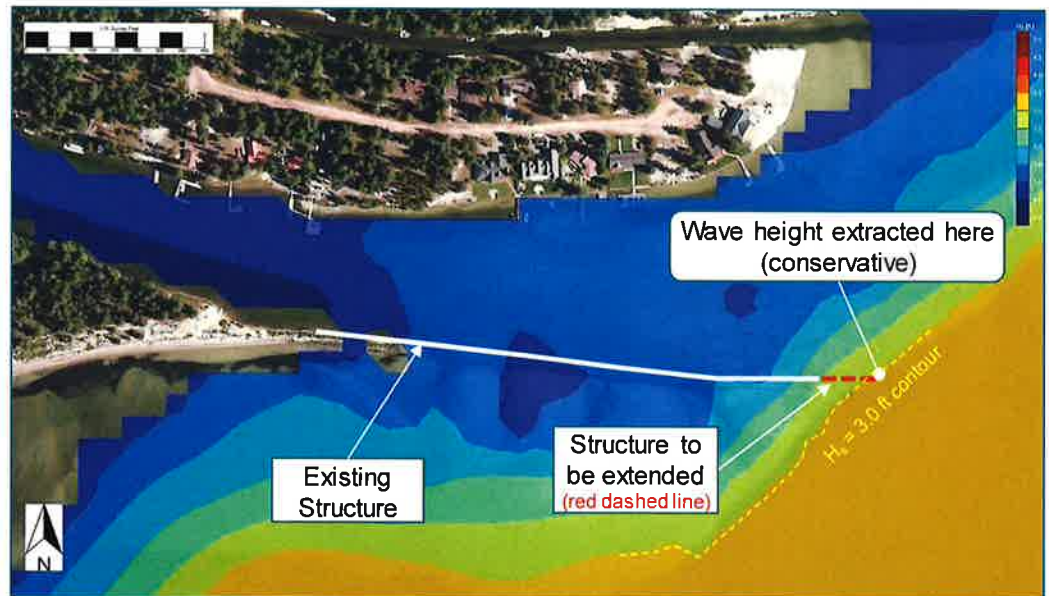 Wave height extracted here
(conservative)
Hs = 3.0 ft contour
Structure to
be extended
(red dashed line)
Existing
Structure
N